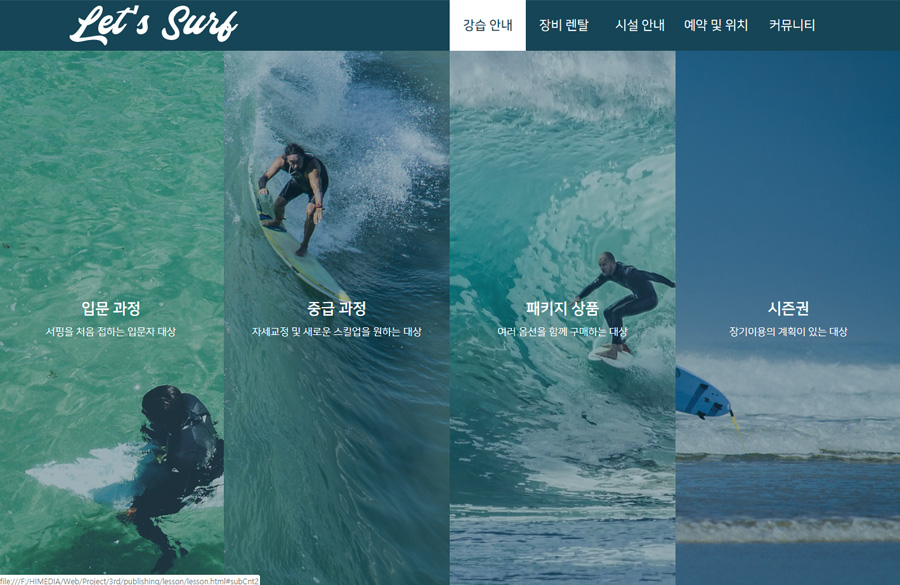 Let's Surf
강습 안내
장비 렌탈
시설 안내
예약 및 위치
커뮤니티
입문 과정
서핑을 처음 접하는 입문자 대상
중급 과정
자세교정 및 새로운 스킬업을 원하는 대상
패키지 상품
여러 옵션을 함께 구매하는 대상
시즌권
장기이용의 계획이 있는 대상
file:///F:/HIMEDIA/Web/Project/3rd/publishing/lesson/lesson.html#subCnt2